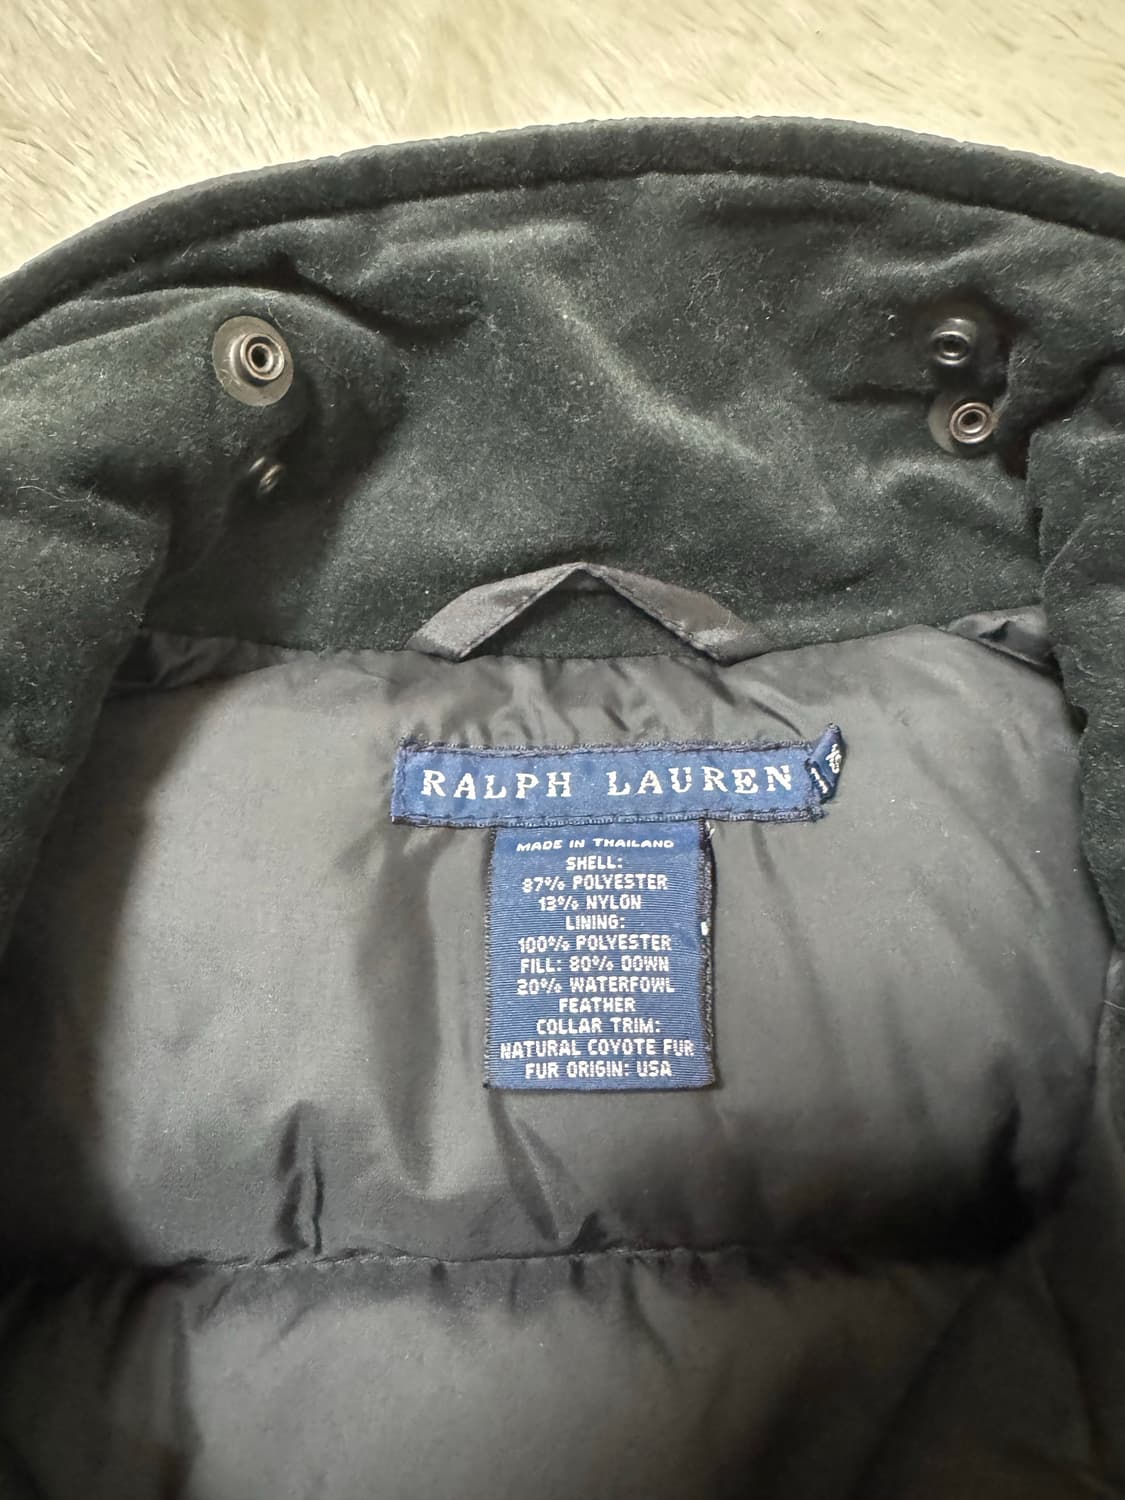 RALPH LAUREN
MADE IN THAILAND
SHELL:
87% POLYESTER
13% NYLON
LINING:
100% POLYESTER
FILL: 80% DOWN
20% WATERFOWL
FEATHER
COLLAR TRIM:
NATURAL COYOTE FUR
FUR ORIGIN: USA